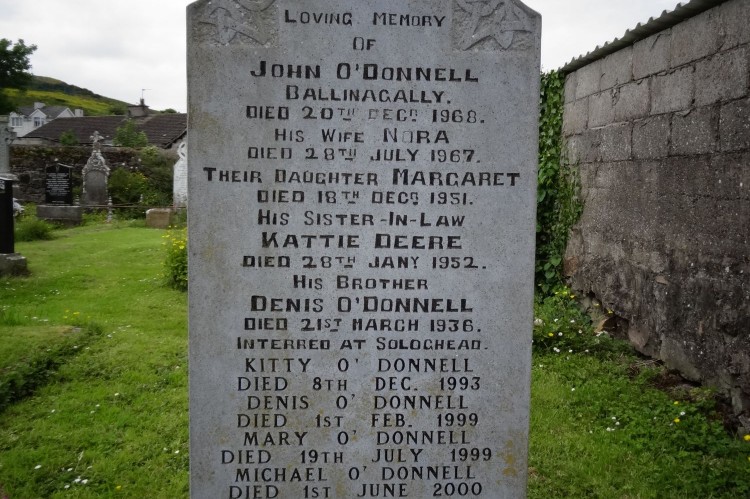 LOVING MEMORY
OF
JOHN O'DONNELL
BALLINAGALLY.
DIED 20TH DECR 1968.
HIS WIFE NORA
DIED 28TH JULY 1967.
THEIR DAUGHTER MARGARET
DIED 18TH DECR 1951.
HIS SISTER-IN-LAW
KATTIE DEERE
DIED 28TH JANY 1952.
HIS BROTHER
DENIS O'DONNELL
DIED 21ST MARCH 1936.
INTERRED AT SOLOGHEAD.
KITTY O' DONNELL
DIED 8TH DEC. 1993
DENIS O' DONNELL
DIED 1ST FEB. 1999
MARY O' DONNELL
DIED 19TH JULY 1999
MICHAEL O' DONNELL
DIED 1ST JUNE 2000